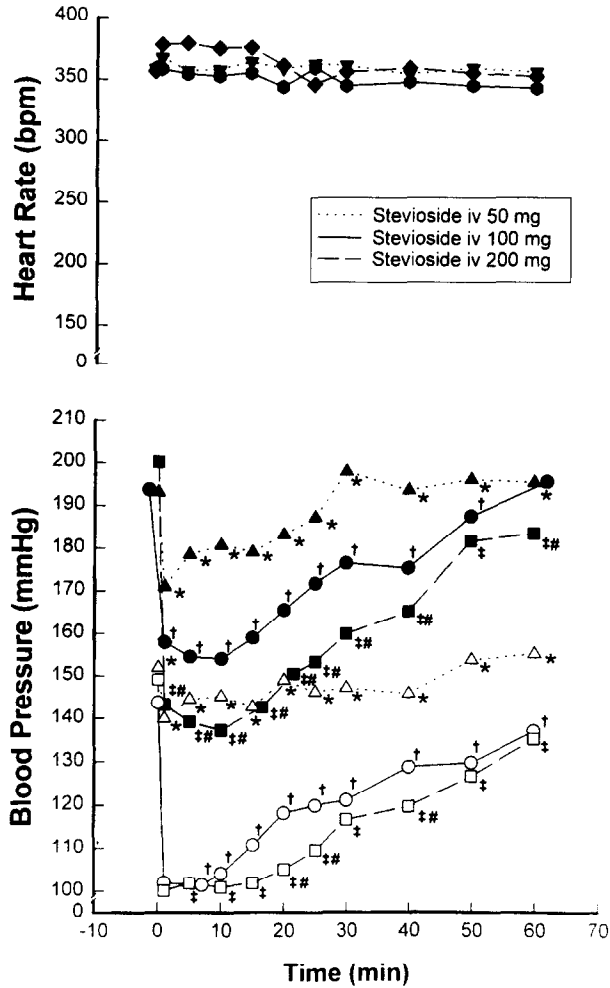 Heart Rate (bpm)
400
350
300
250
200
150
0
Stevioside iv 50 mg
Stevioside iv 100 mg
Stevioside iv 200 mg
Blood Pressure (mmHg)
210
200
190
180
170
160
150
140
130
120
110
100
0
* * * * * * * * * * *
† † † † † † † † †
‡# ‡# ‡# ‡# ‡# ‡# ‡# ‡# ‡ ‡#
* * * * * * * * *
† † † † † † † † †
‡ ‡ ‡ ‡# ‡# ‡ ‡# ‡ ‡
-10 0 10 20 30 40 50 60 70
Time (min)